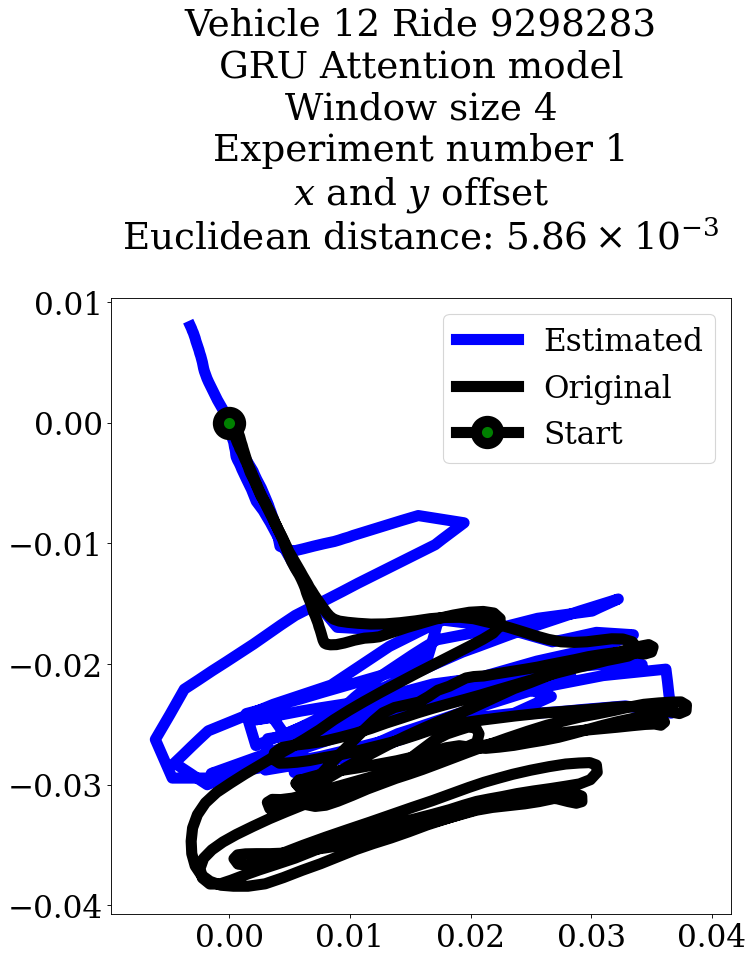 Vehicle 12 Ride 9298283
GRU Attention model
Window size 4
Experiment number 1
x and y offset
Euclidean distance: 5.86 × 10⁻³
Estimated
Original
Start
0.01
0.00
−0.01
−0.02
−0.03
−0.04
0.00 0.01 0.02 0.03 0.04